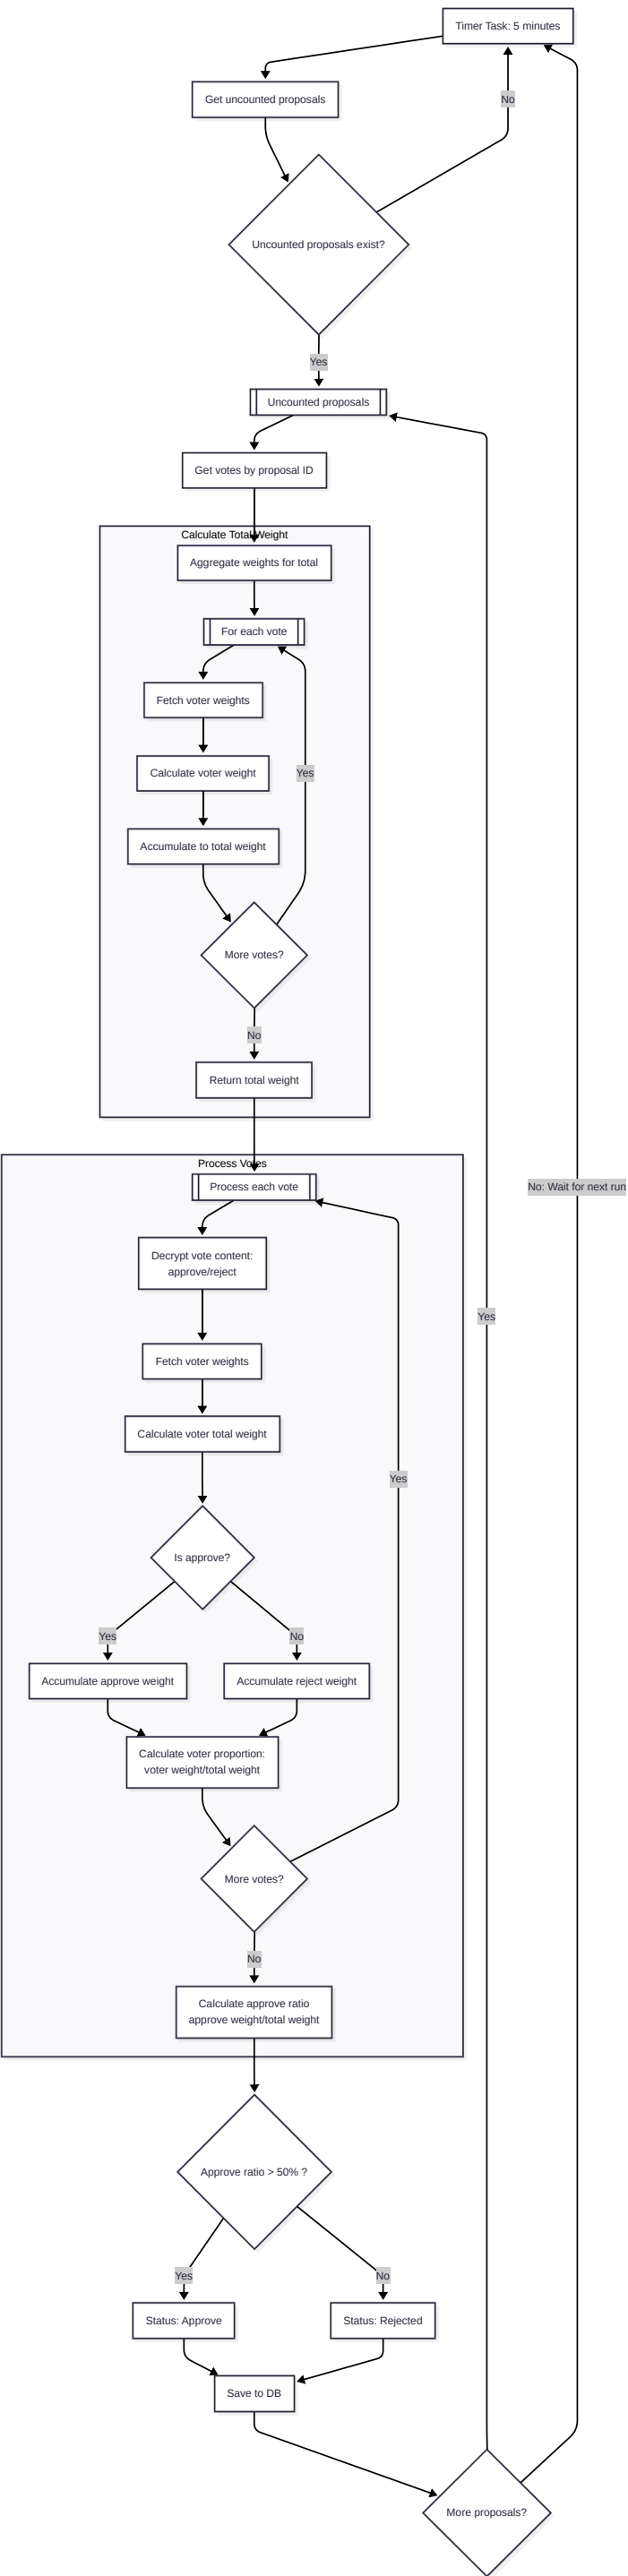 Timer Task: 5 minutes
Get uncounted proposals
No
Uncounted proposals exist?
Yes
Uncounted proposals
Get votes by proposal ID
Calculate Total Weight
Aggregate weights for total
For each vote
Fetch voter weights
Calculate voter weight
Yes
Accumulate to total weight
More votes?
No
Return total weight
Process Votes
Process each vote
No: Wait for next run
Decrypt vote content:
approve/reject
Yes
Fetch voter weights
Calculate voter total weight
Yes
Is approve?
Yes
No
Accumulate approve weight
Accumulate reject weight
Calculate voter proportion:
voter weight/total weight
More votes?
No
Calculate approve ratio
approve weight/total weight
Approve ratio > 50% ?
Yes
No
Status: Approve
Status: Rejected
Save to DB
More proposals?